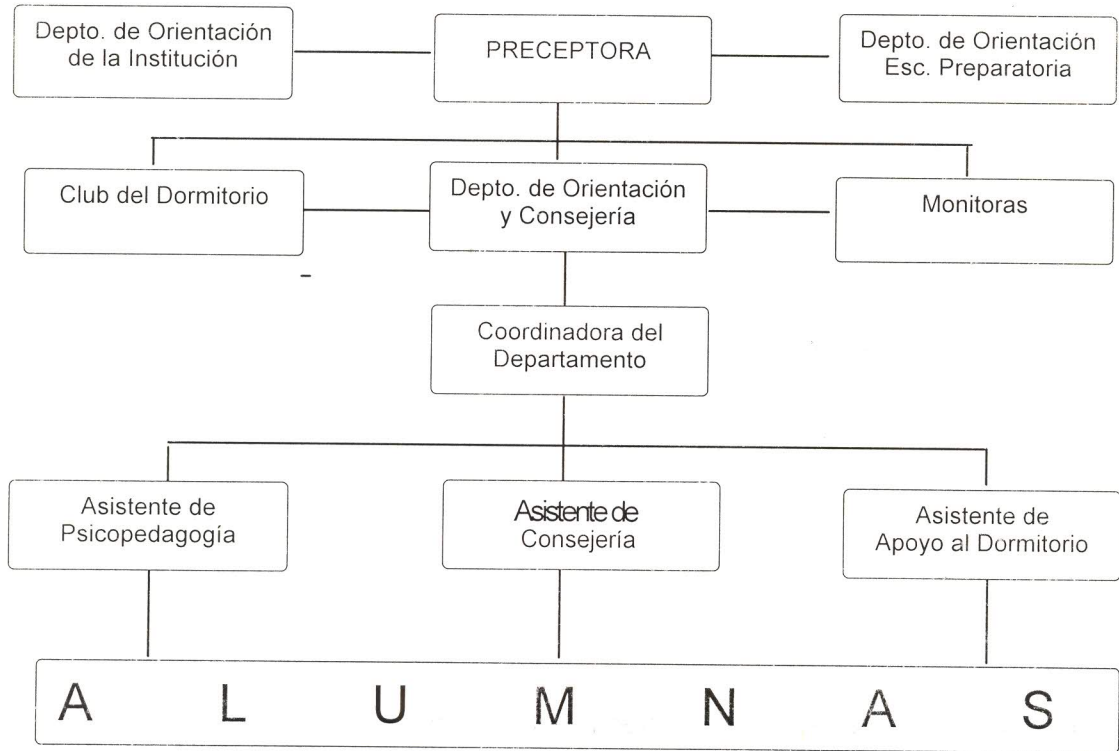 Depto. de Orientación
de la Institución
PRECEPTORA
Depto. de Orientación
Esc. Preparatoria
Club del Dormitorio
Depto. de Orientación
y Consejería
Monitoras
Coordinadora del
Departamento
Asistente de
Psicopedagogía
Asistente de
Consejería
Asistente de
Apoyo al Dormitorio
A L U M N A S